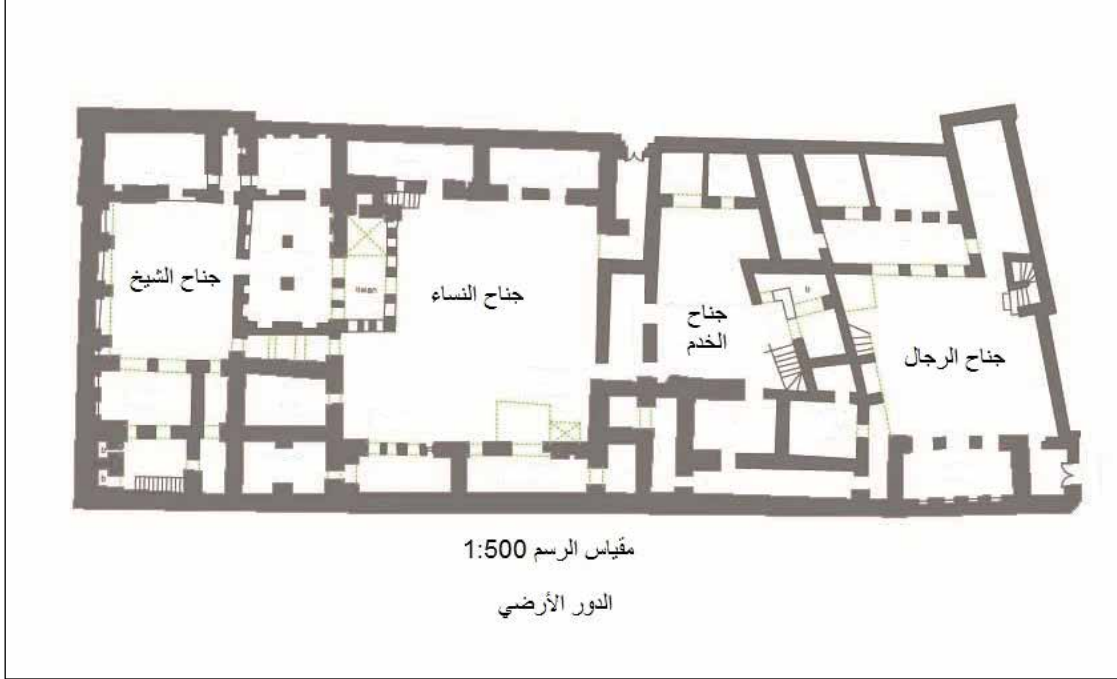 جناح الشيخ
جناح النساء
جناح
الخدم
جناح الرجال
مقياس الرسم 1:500
الدور الأرضي